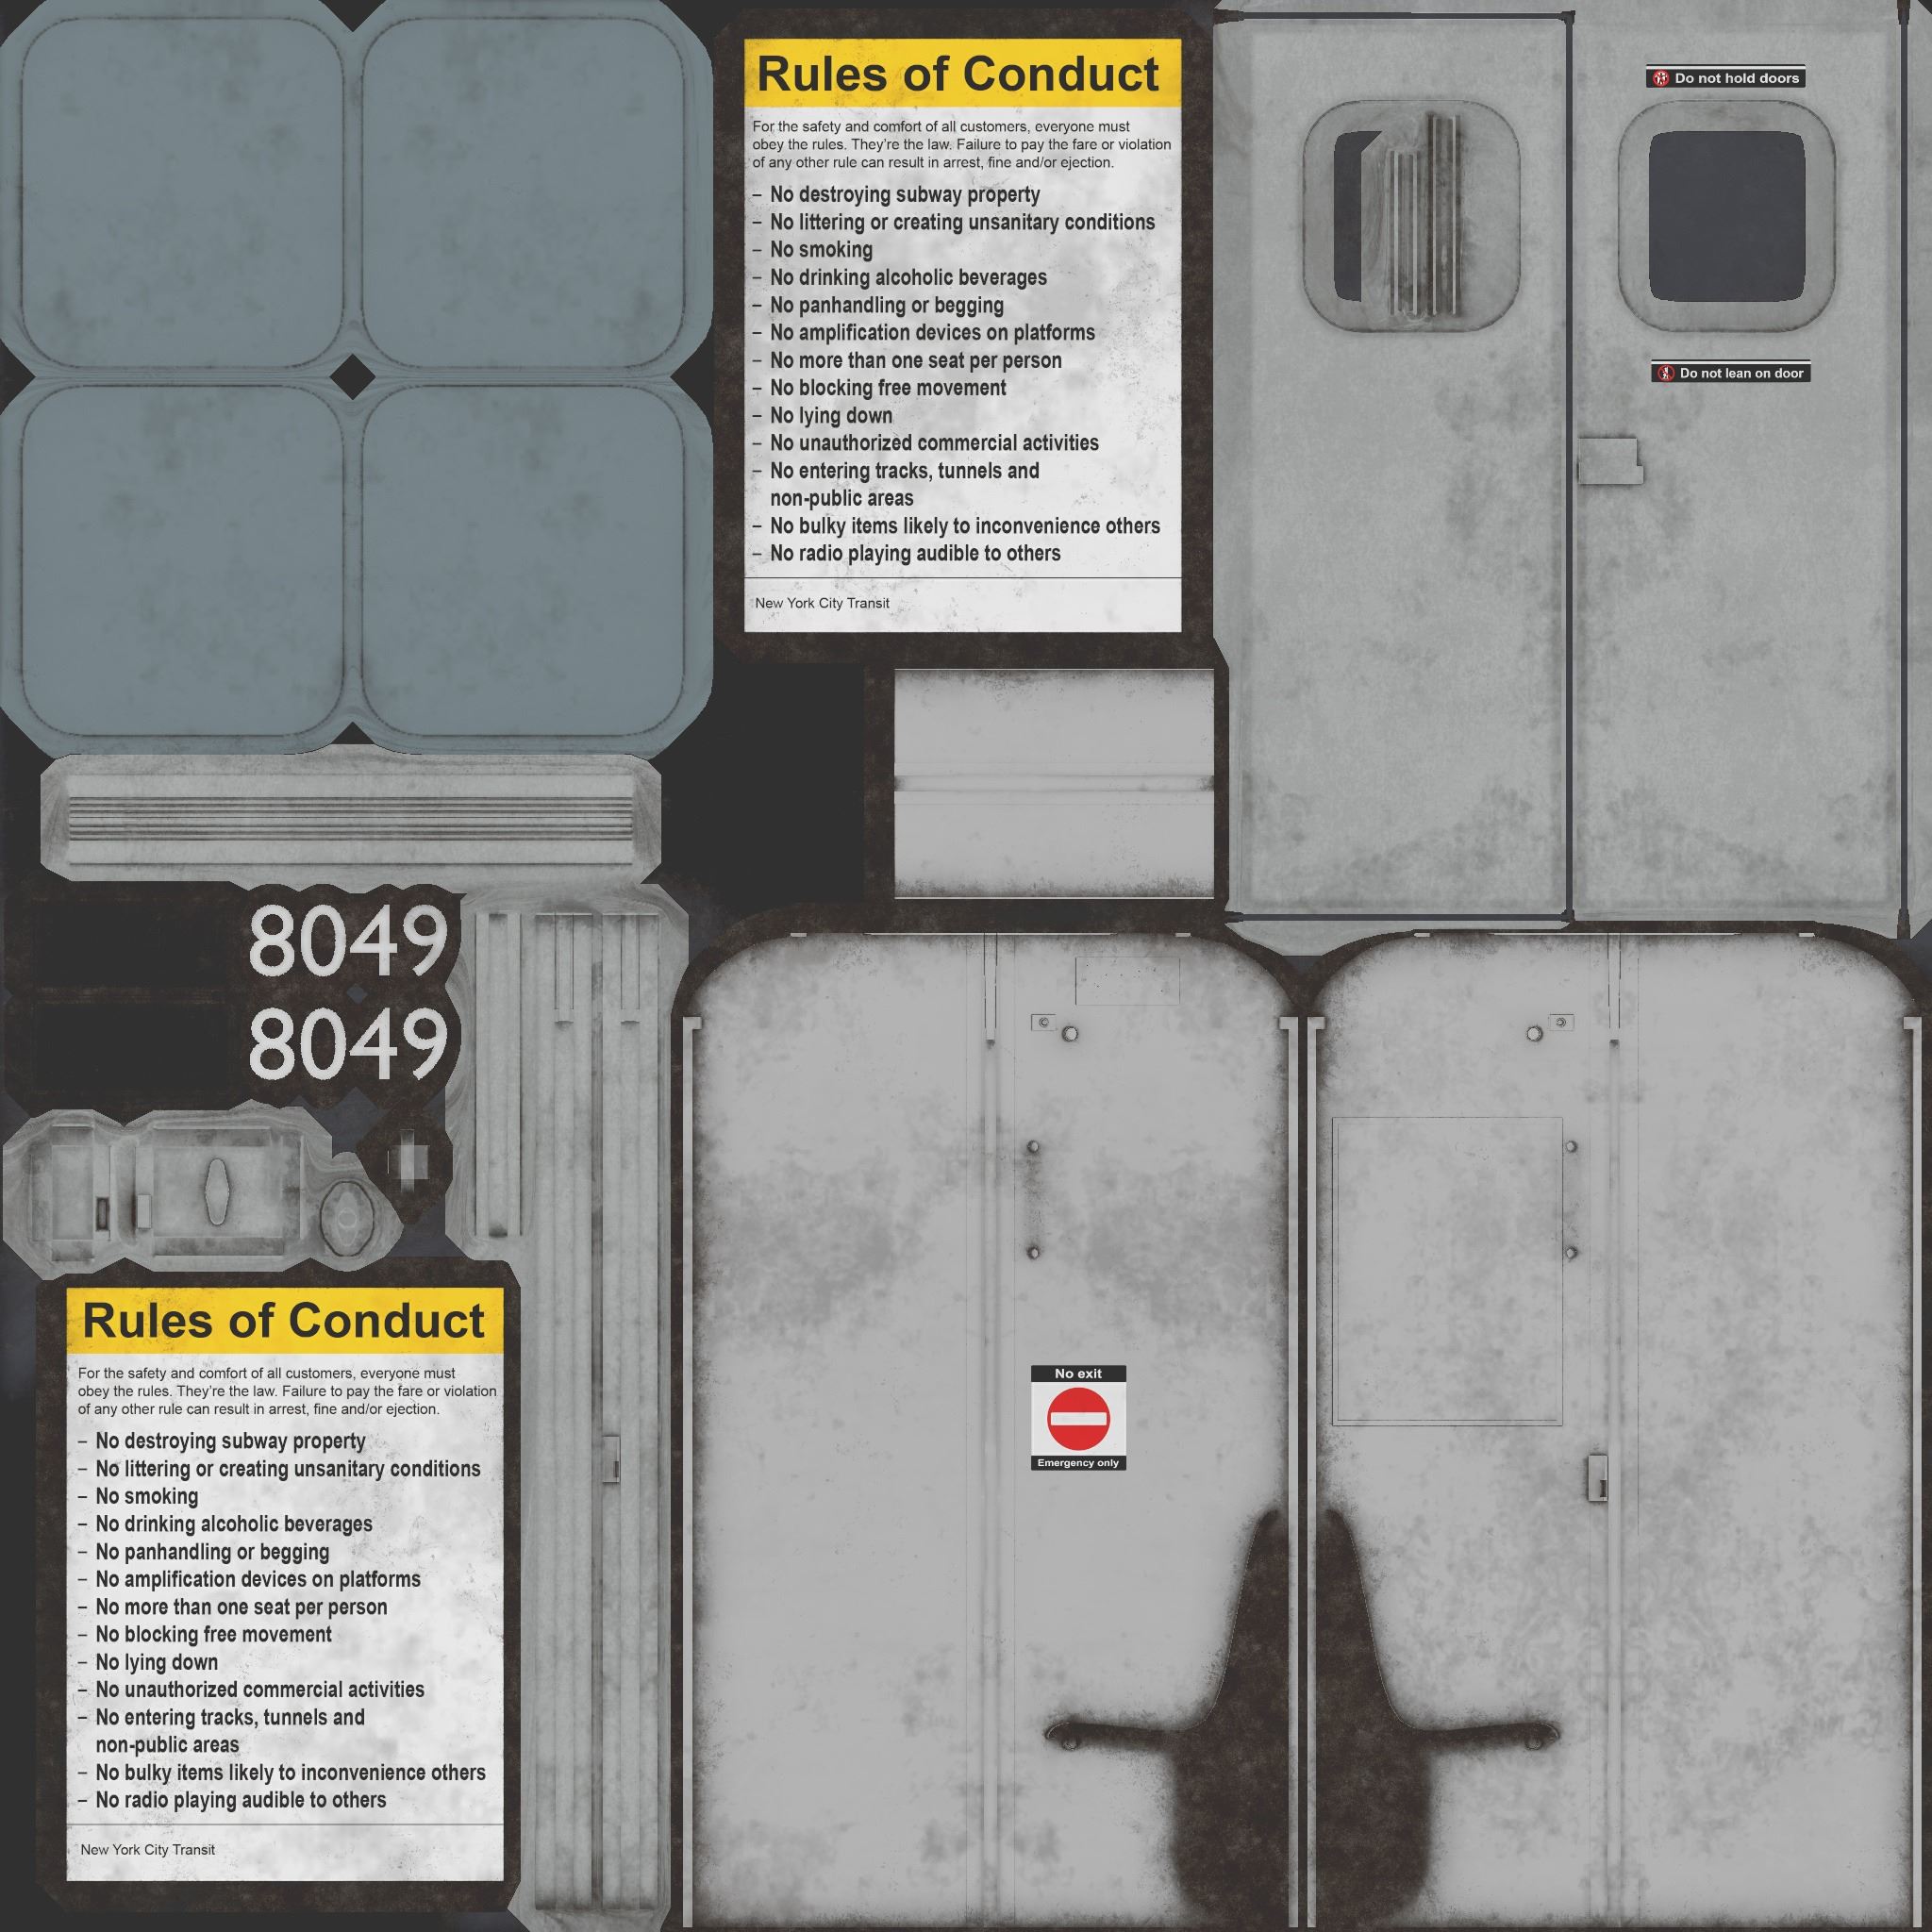 Rules of Conduct
For the safety and comfort of all customers, everyone must
obey the rules. They're the law. Failure to pay the fare or violation
of any other rule can result in arrest, fine and/or ejection.
– No destroying subway property
– No littering or creating unsanitary conditions
– No smoking
– No drinking alcoholic beverages
– No panhandling or begging
– No amplification devices on platforms
– No more than one seat per person
– No blocking free movement
– No lying down
– No unauthorized commercial activities
– No entering tracks, tunnels and
non-public areas
– No bulky items likely to inconvenience others
– No radio playing audible to others
New York City Transit
Do not hold doors
Do not lean on door
8049
8049
Rules of Conduct
For the safety and comfort of all customers, everyone must
obey the rules. They're the law. Failure to pay the fare or violation
of any other rule can result in arrest, fine and/or ejection.
– No destroying subway property
– No littering or creating unsanitary conditions
– No smoking
– No drinking alcoholic beverages
– No panhandling or begging
– No amplification devices on platforms
– No more than one seat per person
– No blocking free movement
– No lying down
– No unauthorized commercial activities
– No entering tracks, tunnels and
non-public areas
– No bulky items likely to inconvenience others
– No radio playing audible to others
New York City Transit
No exit
Emergency only